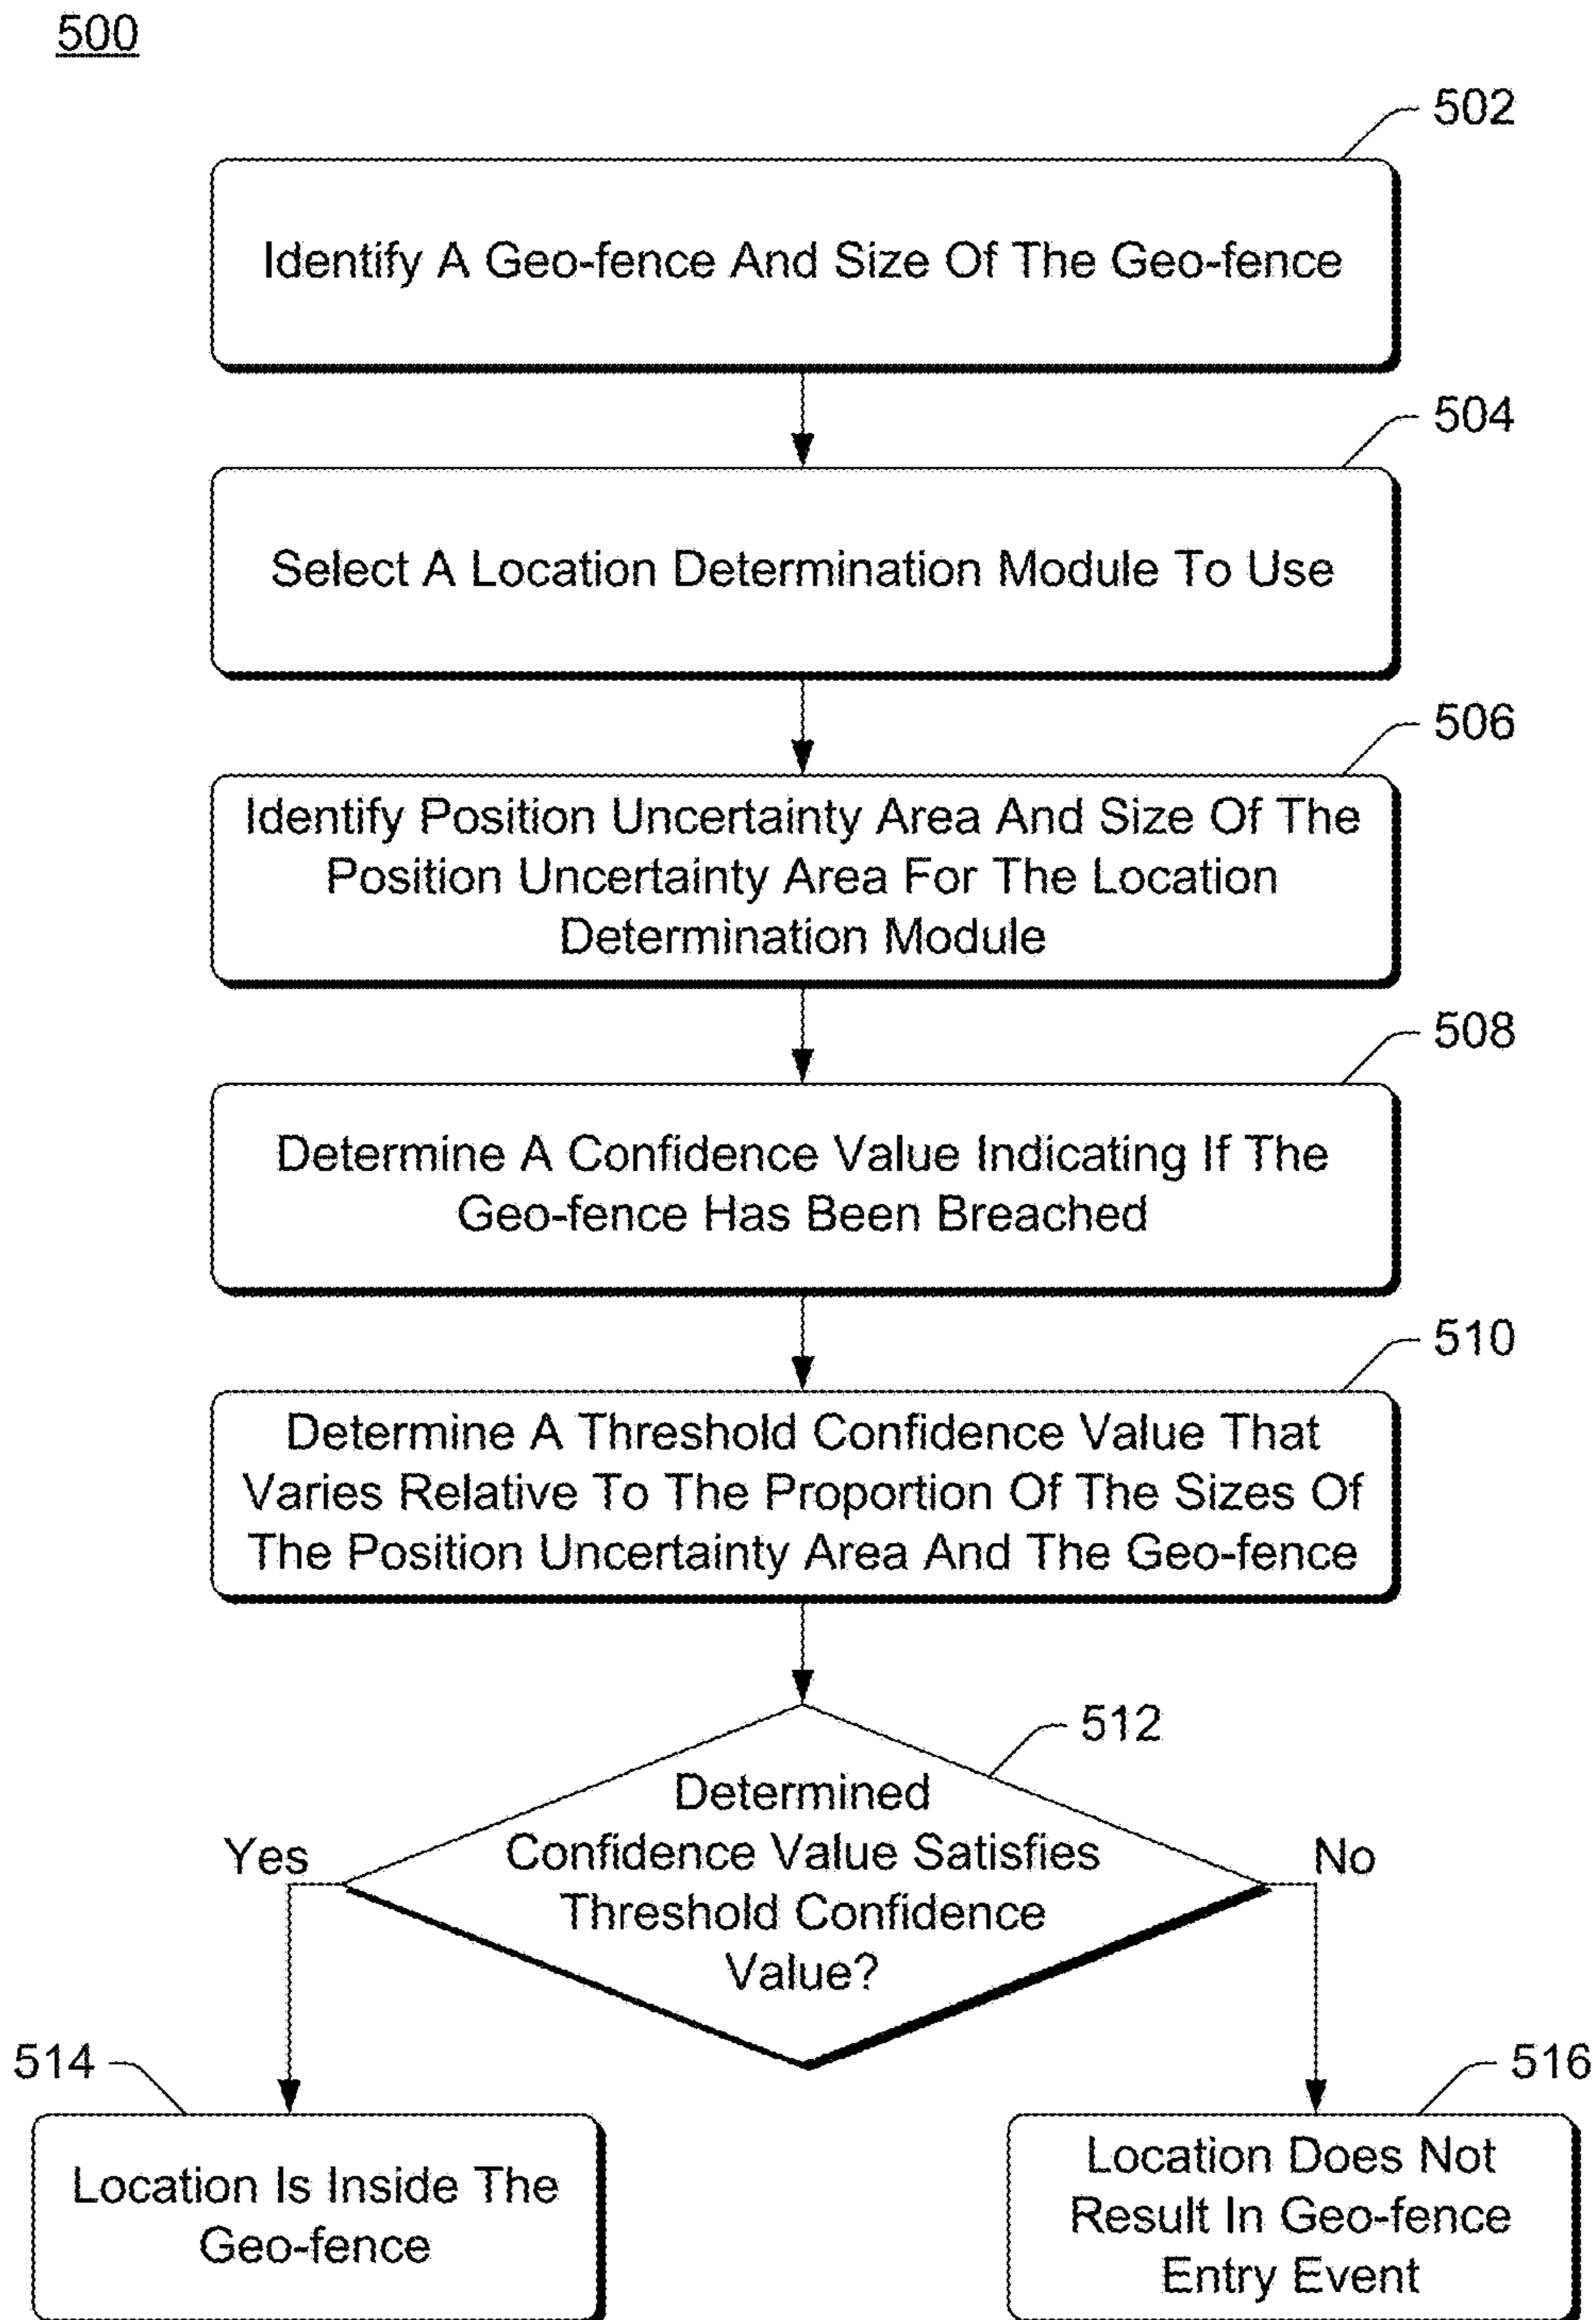 500
502
Identify A Geo-fence And Size Of The Geo-fence
504
Select A Location Determination Module To Use
506
Identify Position Uncertainty Area And Size Of The
Position Uncertainty Area For The Location
Determination Module
508
Determine A Confidence Value Indicating If The
Geo-fence Has Been Breached
510
Determine A Threshold Confidence Value That
Varies Relative To The Proportion Of The Sizes Of
The Position Uncertainty Area And The Geo-fence
512
Determined
Confidence Value Satisfies
Threshold Confidence
Value?
Yes
No
514
Location Is Inside The
Geo-fence
516
Location Does Not
Result In Geo-fence
Entry Event